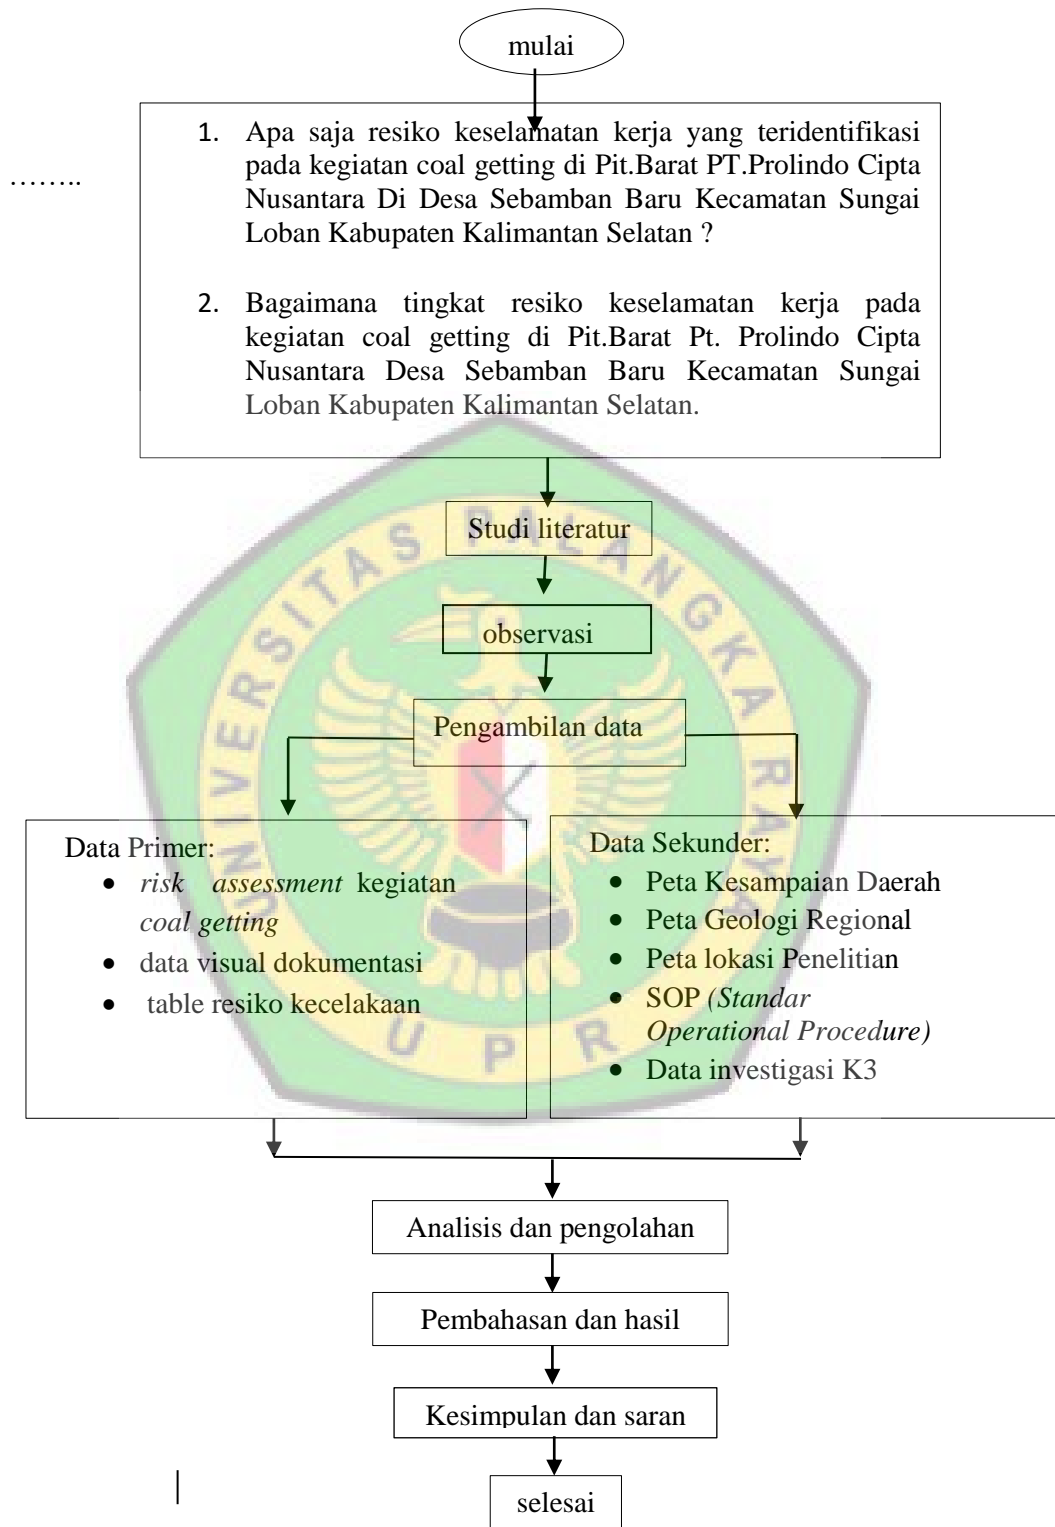 mulai
1. Apa saja resiko keselamatan kerja yang teridentifikasi
pada kegiatan coal getting di Pit.Barat PT.Prolindo Cipta
Nusantara Di Desa Sebamban Baru Kecamatan Sungai
Loban Kabupaten Kalimantan Selatan ?
……..
2. Bagaimana tingkat resiko keselamatan kerja pada
kegiatan coal getting di Pit.Barat Pt. Prolindo Cipta
Nusantara Desa Sebamban Baru Kecamatan Sungai
Loban Kabupaten Kalimantan Selatan.
Studi literatur
observasi
Pengambilan data
Data Primer:
• risk assessment kegiatan
coal getting
• data visual dokumentasi
• table resiko kecelakaan
Data Sekunder:
• Peta Kesampaian Daerah
• Peta Geologi Regional
• Peta lokasi Penelitian
• SOP (Standar
Operational Procedure)
• Data investigasi K3
Analisis dan pengolahan
Pembahasan dan hasil
Kesimpulan dan saran
selesai
UNIVERSITAS PALANGKA RAYA
UPR